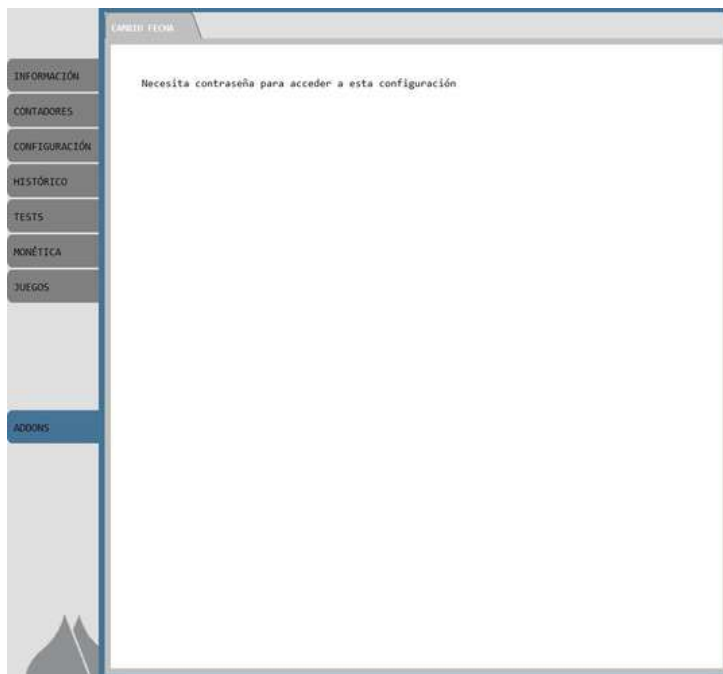 CAMBIO FECHA
INFORMACIÓN
Necesita contraseña para acceder a esta configuración
CONTADORES
CONFIGURACIÓN
HISTÓRICO
TESTS
MONÉTICA
JUEGOS
ADDONS